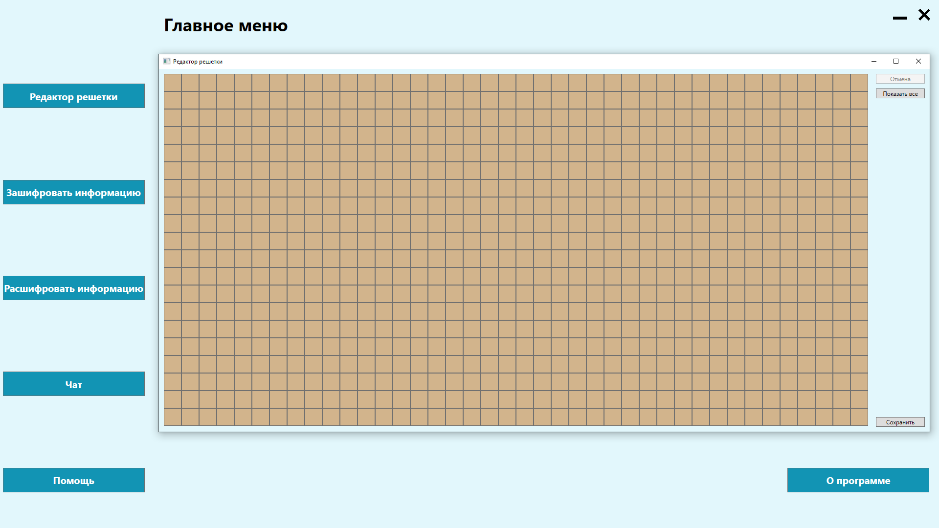 Главное меню
Редактор решетки
Отмена
Показать все
Редактор решетки
Зашифровать информацию
Расшифровать информацию
Чат
Сохранить
Помощь
О программе